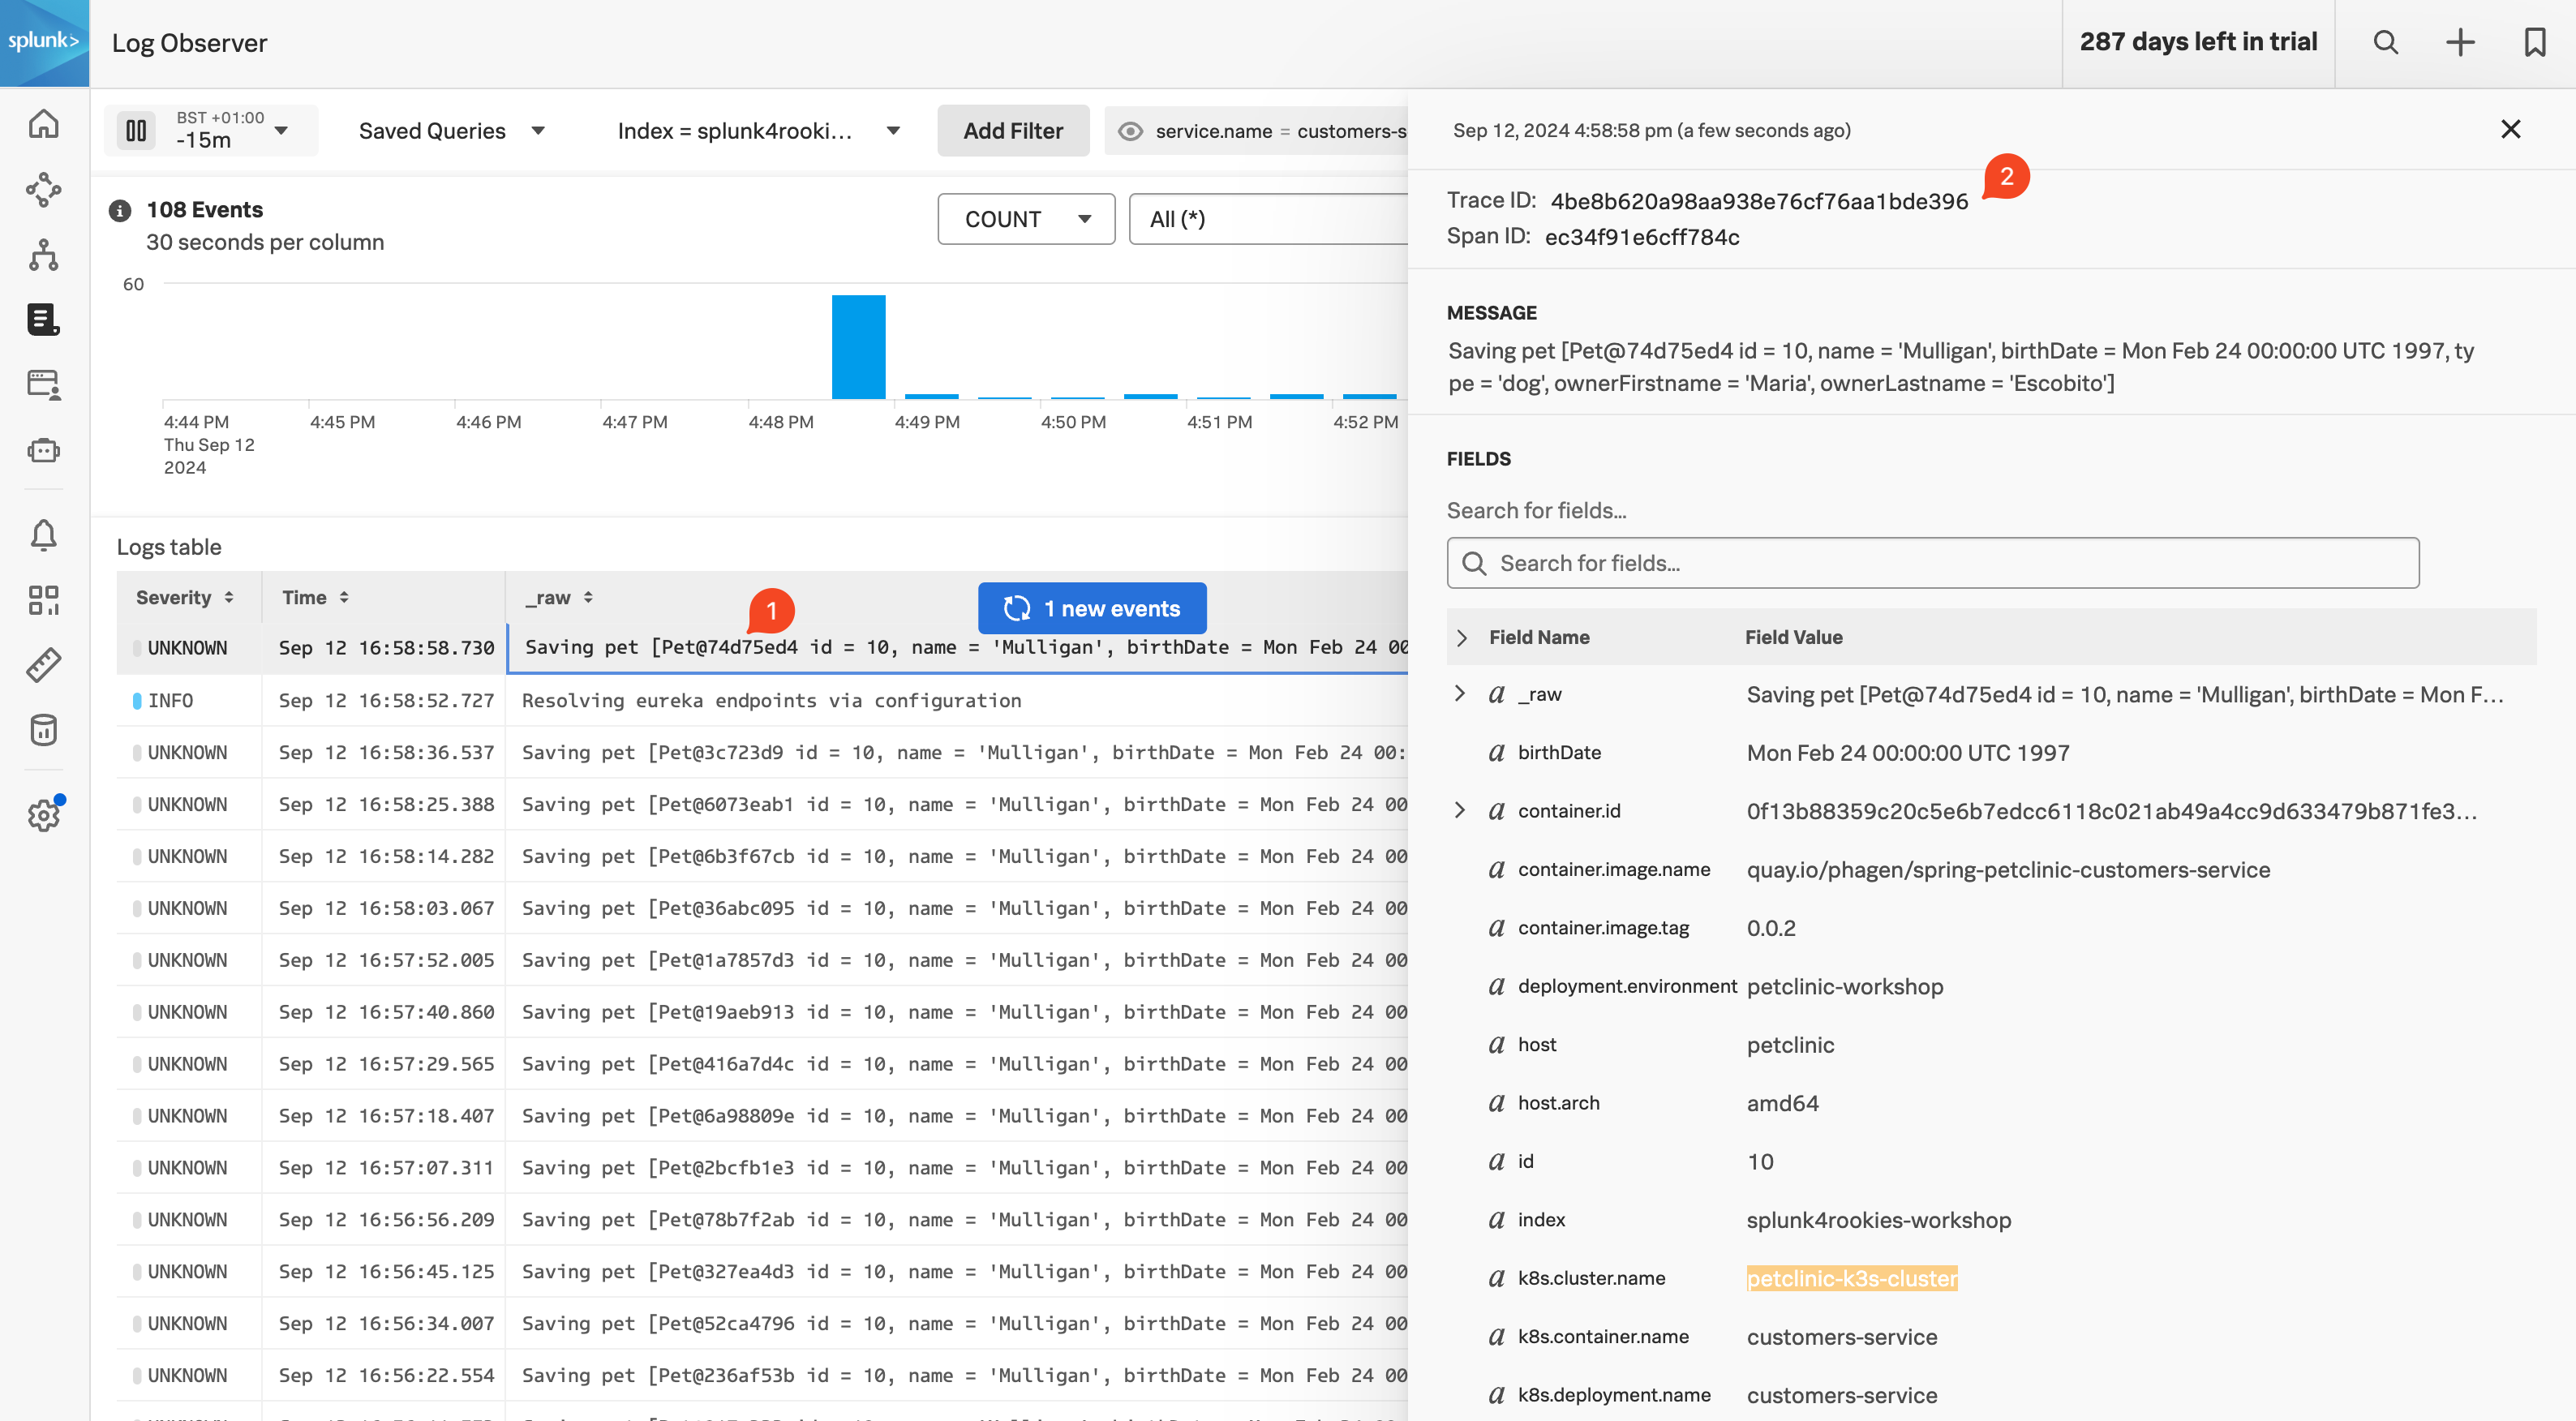 splunk>
Log Observer
287 days left in trial
BST +01:00
-15m
Saved Queries
Index = splunk4rooki...
Add Filter
service.name = customers-s
108 Events
30 seconds per column
COUNT
All (*)
60
4:44 PM 4:45 PM 4:46 PM 4:47 PM 4:48 PM 4:49 PM 4:50 PM 4:51 PM 4:52 PM
Thu Sep 12
2024
Logs table
Severity Time _raw
1
1 new events
UNKNOWN Sep 12 16:58:58.730 Saving pet [Pet@74d75ed4 id = 10, name = 'Mulligan', birthDate = Mon Feb 24 00
INFO Sep 12 16:58:52.727 Resolving eureka endpoints via configuration
UNKNOWN Sep 12 16:58:36.537 Saving pet [Pet@3c723d9 id = 10, name = 'Mulligan', birthDate = Mon Feb 24 00:
UNKNOWN Sep 12 16:58:25.388 Saving pet [Pet@6073eab1 id = 10, name = 'Mulligan', birthDate = Mon Feb 24 00
UNKNOWN Sep 12 16:58:14.282 Saving pet [Pet@6b3f67cb id = 10, name = 'Mulligan', birthDate = Mon Feb 24 00
UNKNOWN Sep 12 16:58:03.067 Saving pet [Pet@36abc095 id = 10, name = 'Mulligan', birthDate = Mon Feb 24 00
UNKNOWN Sep 12 16:57:52.005 Saving pet [Pet@1a7857d3 id = 10, name = 'Mulligan', birthDate = Mon Feb 24 00
UNKNOWN Sep 12 16:57:40.860 Saving pet [Pet@19aeb913 id = 10, name = 'Mulligan', birthDate = Mon Feb 24 00
UNKNOWN Sep 12 16:57:29.565 Saving pet [Pet@416a7d4c id = 10, name = 'Mulligan', birthDate = Mon Feb 24 00
UNKNOWN Sep 12 16:57:18.407 Saving pet [Pet@6a98809e id = 10, name = 'Mulligan', birthDate = Mon Feb 24 00
UNKNOWN Sep 12 16:57:07.311 Saving pet [Pet@2bcfb1e3 id = 10, name = 'Mulligan', birthDate = Mon Feb 24 00
UNKNOWN Sep 12 16:56:56.209 Saving pet [Pet@78b7f2ab id = 10, name = 'Mulligan', birthDate = Mon Feb 24 00
UNKNOWN Sep 12 16:56:45.125 Saving pet [Pet@327ea4d3 id = 10, name = 'Mulligan', birthDate = Mon Feb 24 00
UNKNOWN Sep 12 16:56:34.007 Saving pet [Pet@52ca4796 id = 10, name = 'Mulligan', birthDate = Mon Feb 24 00
UNKNOWN Sep 12 16:56:22.554 Saving pet [Pet@236af53b id = 10, name = 'Mulligan', birthDate = Mon Feb 24 00
Sep 12, 2024 4:58:58 pm (a few seconds ago)
2
Trace ID: 4be8b620a98aa938e76cf76aa1bde396
Span ID: ec34f91e6cff784c
MESSAGE
Saving pet [Pet@74d75ed4 id = 10, name = 'Mulligan', birthDate = Mon Feb 24 00:00:00 UTC 1997, ty
pe = 'dog', ownerFirstname = 'Maria', ownerLastname = 'Escobito']
FIELDS
Search for fields...
Search for fields...
Field Name Field Value
a _raw Saving pet [Pet@74d75ed4 id = 10, name = 'Mulligan', birthDate = Mon F...
a birthDate Mon Feb 24 00:00:00 UTC 1997
a container.id 0f13b88359c20c5e6b7edcc6118c021ab49a4cc9d633479b871fe3...
a container.image.name quay.io/phagen/spring-petclinic-customers-service
a container.image.tag 0.0.2
a deployment.environment petclinic-workshop
a host petclinic
a host.arch amd64
a id 10
a index splunk4rookies-workshop
a k8s.cluster.name petclinic-k3s-cluster
a k8s.container.name customers-service
a k8s.deployment.name customers-service